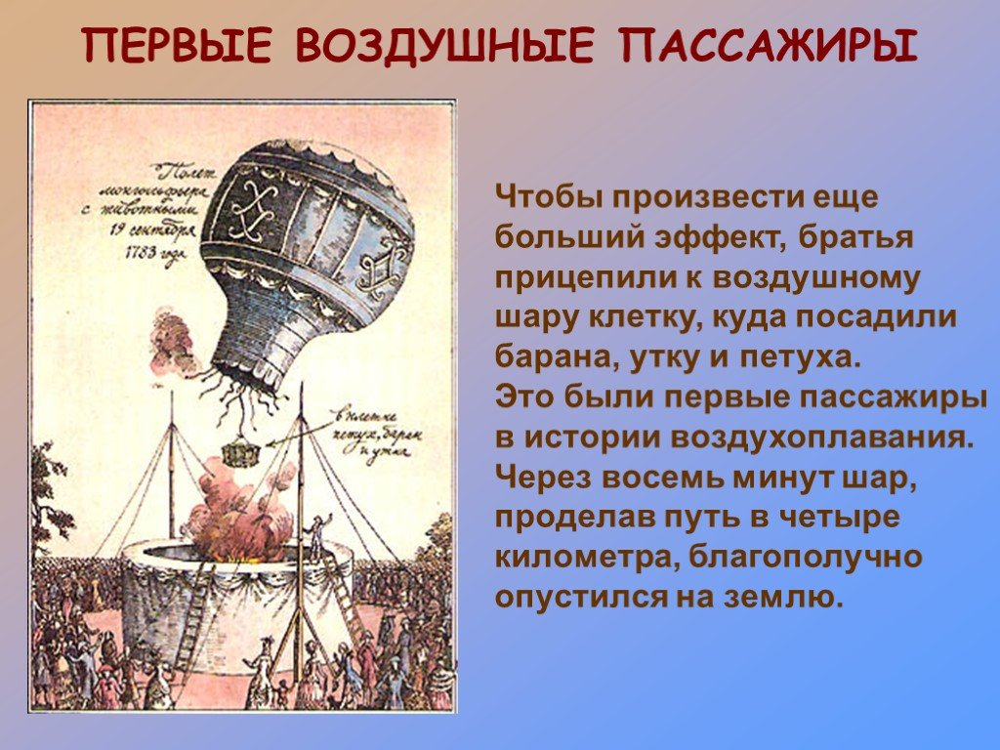 ПЕРВЫЕ ВОЗДУШНЫЕ ПАССАЖИРЫ
Полет
монгольфьера
с животными
19 сентября
1783 года
в клетке
петух, баран
и утка
Чтобы произвести еще
больший эффект, братья
прицепили к воздушному
шару клетку, куда посадили
барана, утку и петуха.
Это были первые пассажиры
в истории воздухоплавания.
Через восемь минут шар,
проделав путь в четыре
километра, благополучно
опустился на землю.